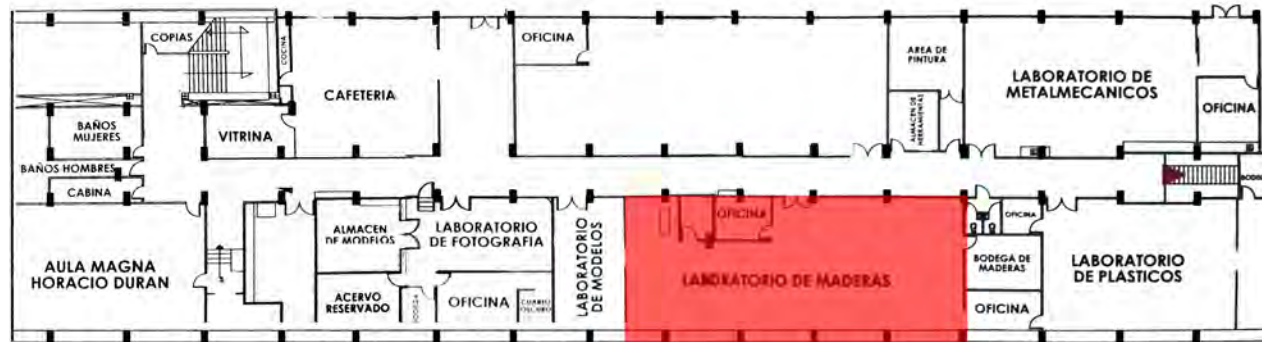 COPIAS
COCINA
CAFETERIA
OFICINA
AREA DE
PINTURA
LABORATORIO DE
METALMECANICOS
OFICINA
BAÑOS
MUJERES
VITRINA
ALMACEN DE
HERRAMIENTAS
BAÑOS HOMBRES
CABINA
AULA MAGNA
HORACIO DURAN
ALMACEN
DE MODELOS
LABORATORIO
DE FOTOGRAFIA
ACERVO
RESERVADO
OFICINA
CUARTO
OSCURO
LABORATORIO
DE MODELOS
OFICINA
LABORATORIO DE MADERAS
OFICINA
BODEGA DE
MADERAS
OFICINA
LABORATORIO
DE PLASTICOS